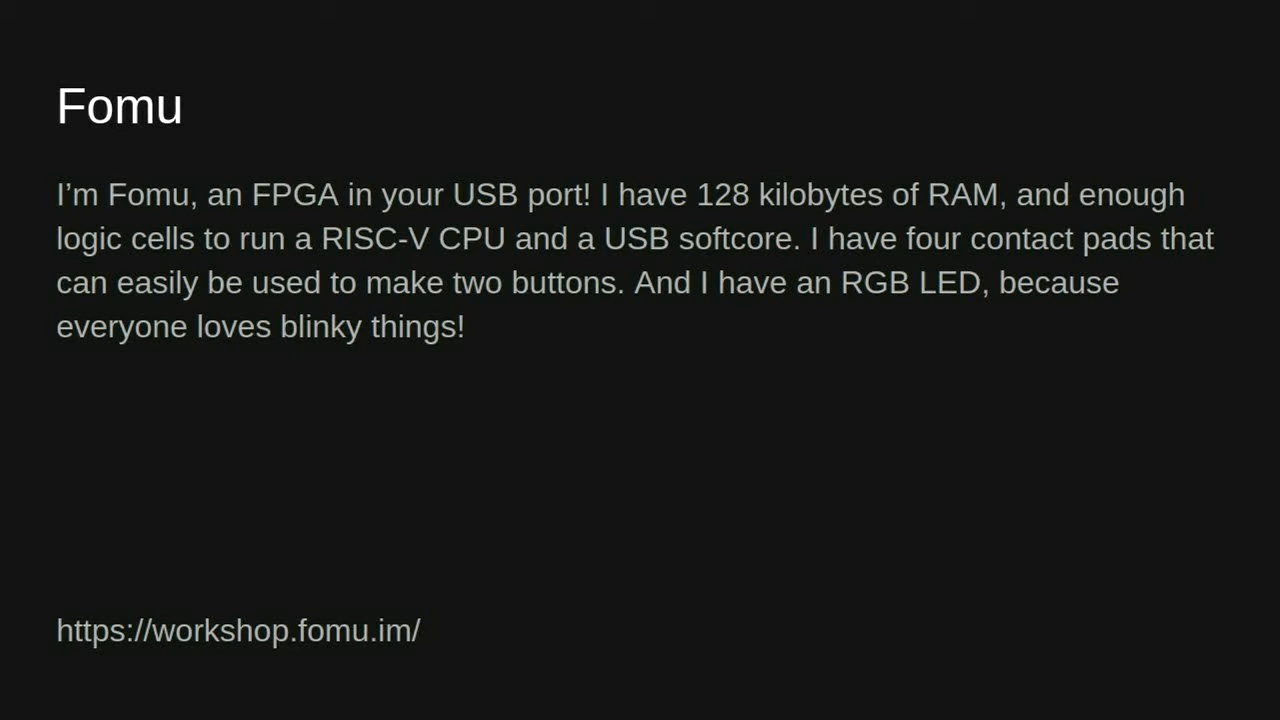 Fomu
I’m Fomu, an FPGA in your USB port! I have 128 kilobytes of RAM, and enough
logic cells to run a RISC-V CPU and a USB softcore. I have four contact pads that
can easily be used to make two buttons. And I have an RGB LED, because
everyone loves blinky things!
https://workshop.fomu.im/